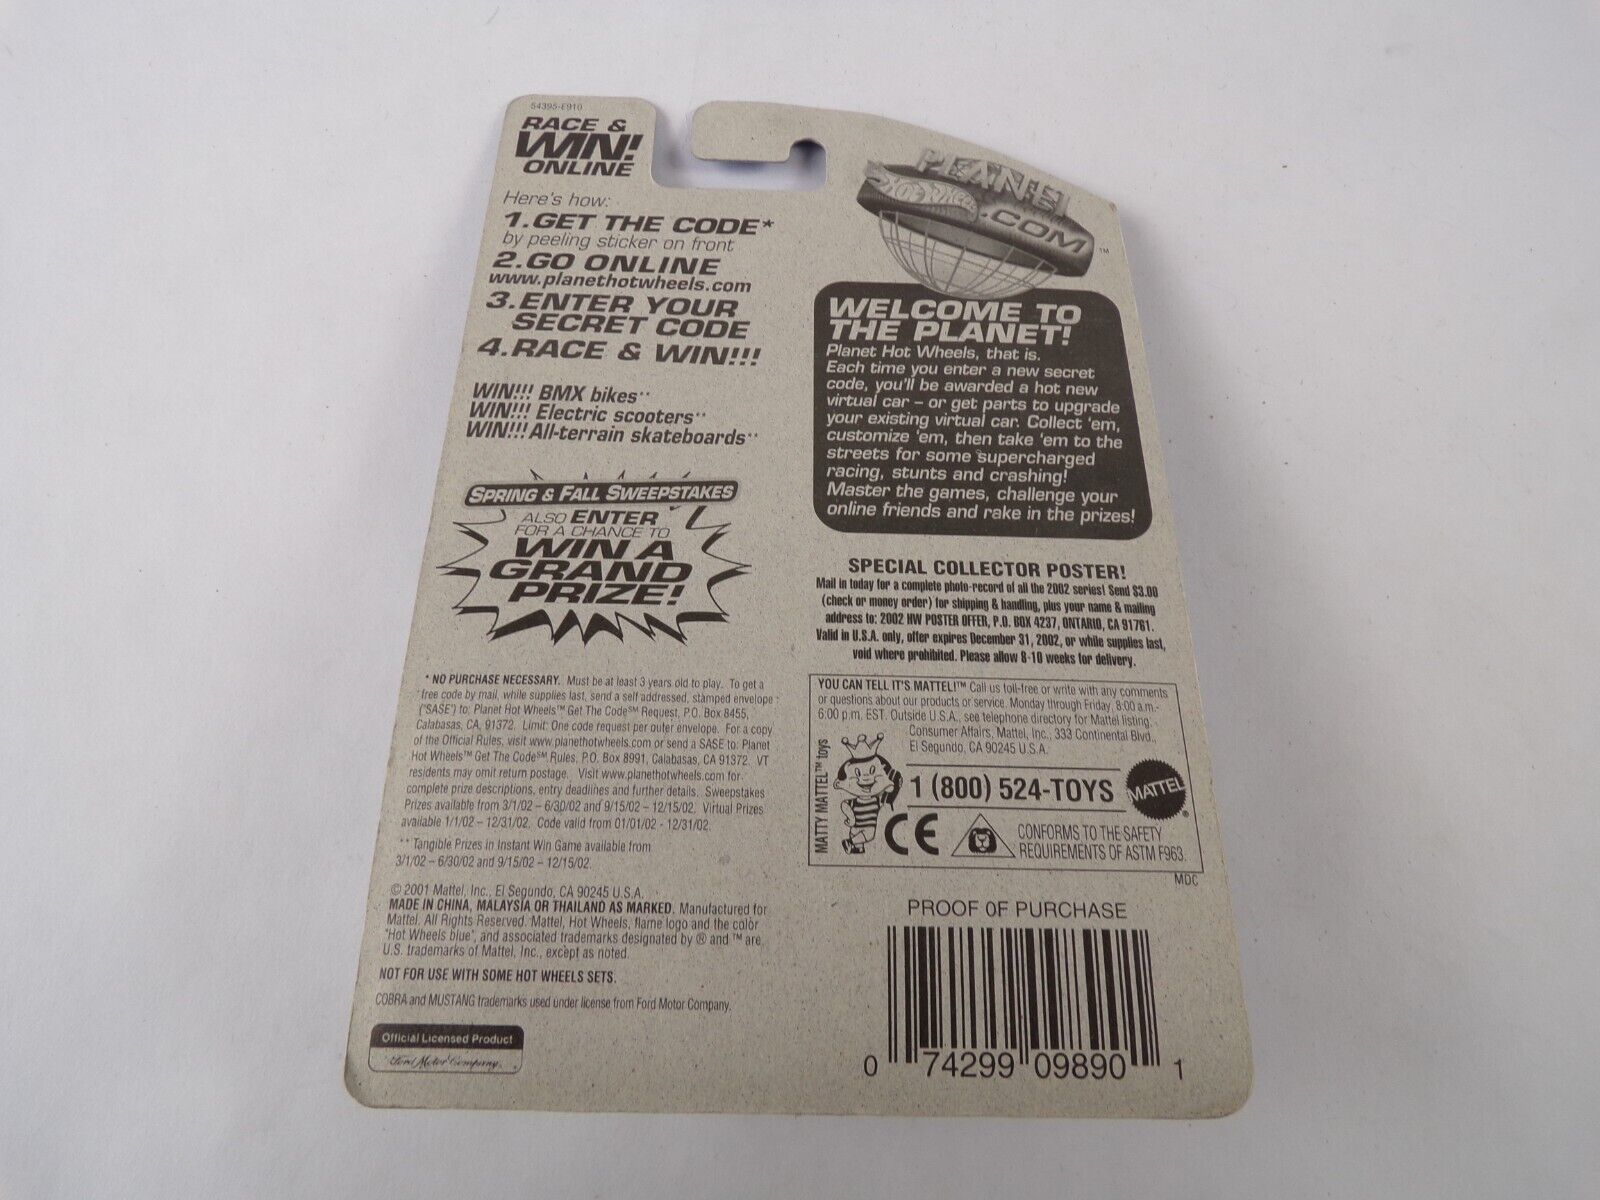 54395-E910
RACE &
WIN!
ONLINE
Here's how:
1.GET THE CODE*
by peeling sticker on front
2.GO ONLINE
www.planethotwheels.com
3.ENTER YOUR
SECRET CODE
4.RACE & WIN!!!
WIN!!! BMX bikes**
WIN!!! Electric scooters**
WIN!!! All-terrain skateboards**
SPRING & FALL SWEEPSTAKES
ALSO ENTER
FOR A CHANCE TO
WIN A
GRAND
PRIZE!
* NO PURCHASE NECESSARY. Must be at least 3 years old to play. To get a
free code by mail, while supplies last, send a self addressed, stamped envelope
("SASE") to: Planet Hot Wheels™ Get The Code℠ Request, P.O. Box 8455,
Calabasas, CA, 91372. Limit: One code request per outer envelope. For a copy
of the Official Rules, visit www.planethotwheels.com or send a SASE to: Planet
Hot Wheels™ Get The Code℠ Rules, P.O. Box 8991, Calabasas, CA 91372. VT
residents may omit return postage. Visit www.planethotwheels.com for
complete prize descriptions, entry deadlines and further details. Sweepstakes
Prizes available from 3/1/02 – 6/30/02 and 9/15/02 - 12/15/02. Virtual Prizes
available 1/1/02 – 12/31/02. Code valid from 01/01/02 - 12/31/02.
** Tangible Prizes in Instant Win Game available from
3/1/02 – 6/30/02 and 9/15/02 – 12/15/02.
© 2001 Mattel, Inc., El Segundo, CA 90245 U.S.A.
MADE IN CHINA, MALAYSIA OR THAILAND AS MARKED. Manufactured for
Mattel. All Rights Reserved. Mattel, Hot Wheels, flame logo and the color
"Hot Wheels blue", and associated trademarks designated by ® and ™ are
U.S. trademarks of Mattel, Inc., except as noted.
NOT FOR USE WITH SOME HOT WHEELS SETS.
COBRA and MUSTANG trademarks used under license from Ford Motor Company.
Official Licensed Product
Ford Motor Company
PLANET
Hot Wheels
.COM
™
WELCOME TO
THE PLANET!
Planet Hot Wheels, that is.
Each time you enter a new secret
code, you'll be awarded a hot new
virtual car – or get parts to upgrade
your existing virtual car. Collect 'em,
customize 'em, then take 'em to the
streets for some supercharged
racing, stunts and crashing!
Master the games, challenge your
online friends and rake in the prizes!
SPECIAL COLLECTOR POSTER!
Mail in today for a complete photo-record of all the 2002 series! Send $3.00
(check or money order) for shipping & handling, plus your name & mailing
address to: 2002 HW POSTER OFFER, P.O. BOX 4237, ONTARIO, CA 91761.
Valid in U.S.A. only, offer expires December 31, 2002, or while supplies last,
void where prohibited. Please allow 8-10 weeks for delivery.
YOU CAN TELL IT'S MATTEL!™ Call us toll-free or write with any comments
or questions about our products or service. Monday through Friday, 8:00 a.m.-
6:00 p.m. EST. Outside U.S.A., see telephone directory for Mattel listing.
Consumer Affairs, Mattel, Inc., 333 Continental Blvd.,
El Segundo, CA 90245 U.S.A.
MATTY MATTEL™ toys
1 (800) 524-TOYS
MATTEL®
CE
CONFORMS TO THE SAFETY
REQUIREMENTS OF ASTM F963.
MDC
PROOF OF PURCHASE
0 74299 09890 1